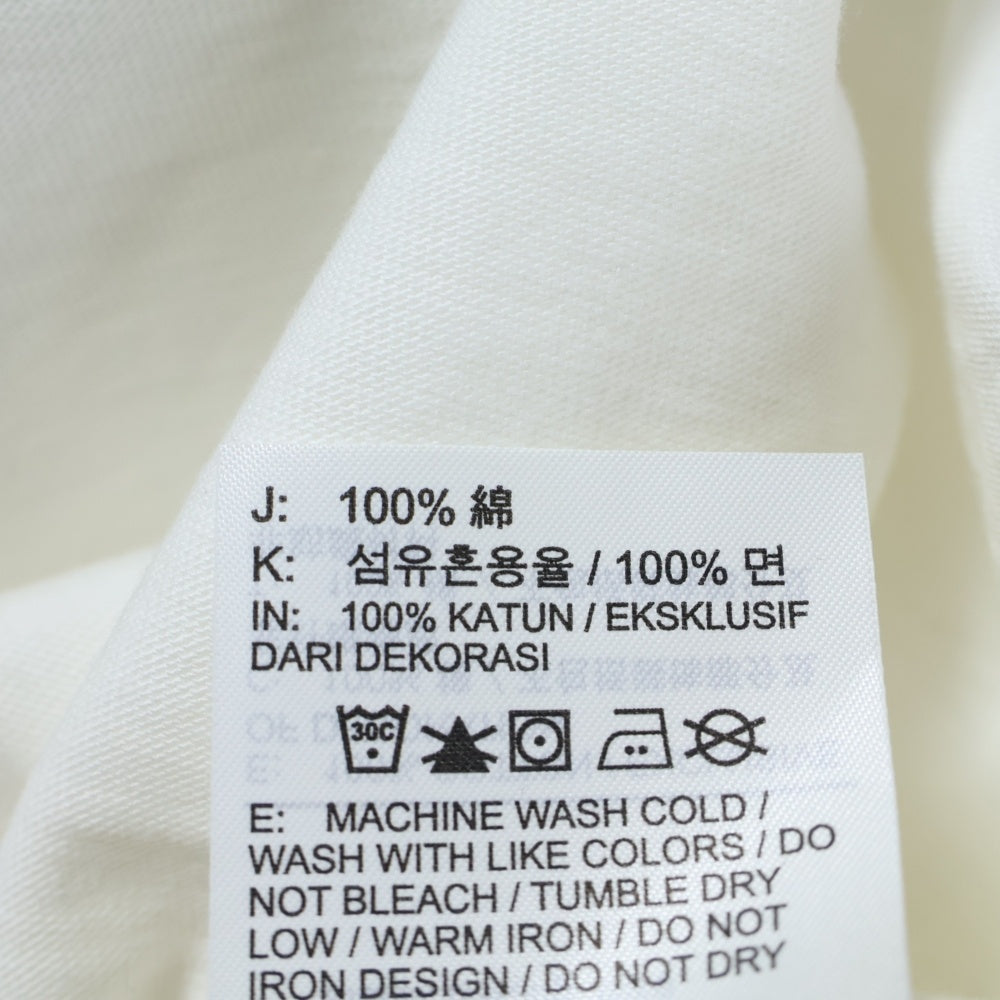 J: 100% 綿
K: 섬유혼용율 / 100% 면
IN: 100% KATUN / EKSKLUSIF
DARI DEKORASI
30C
E: MACHINE WASH COLD /
WASH WITH LIKE COLORS / DO
NOT BLEACH / TUMBLE DRY
LOW / WARM IRON / DO NOT
IRON DESIGN / DO NOT DRY